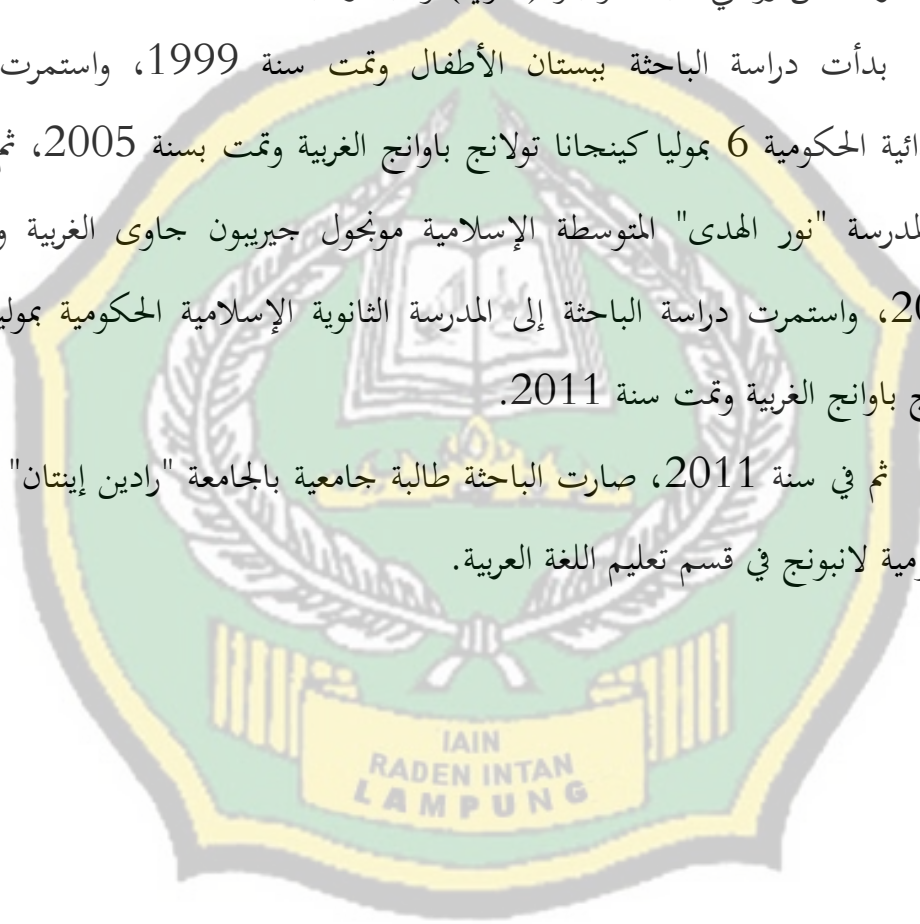 بدأت دراسة الباحثة ببستان الأطفال وتمت سنة 1999، واستمرت
ائية الحكومية 6 بموليا كينجانا تولانج باوانج الغربية وتمت بسنة 2005، ثم
لمدرسة "نور الهدى" المتوسطة الإسلامية مونجول جيريبون جاوى الغربية و
20، واستمرت دراسة الباحثة إلى المدرسة الثانوية الإسلامية الحكومية بموليا
ج باوانج الغربية وتمت سنة 2011.
ثم في سنة 2011، صارت الباحثة طالبة جامعية بالجامعة "رادين إينتان"
ومية لانبونج في قسم تعليم اللغة العربية.
IAIN
RADEN INTAN
LAMPUNG